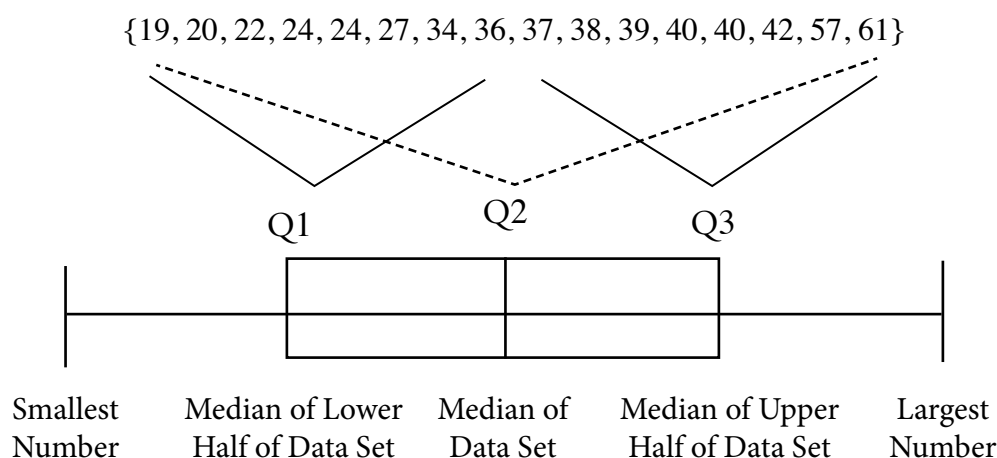 {19, 20, 22, 24, 24, 27, 34, 36, 37, 38, 39, 40, 40, 42, 57, 61}
Q1 Q2 Q3
Smallest Number
Median of Lower Half of Data Set
Median of Data Set
Median of Upper Half of Data Set
Largest Number